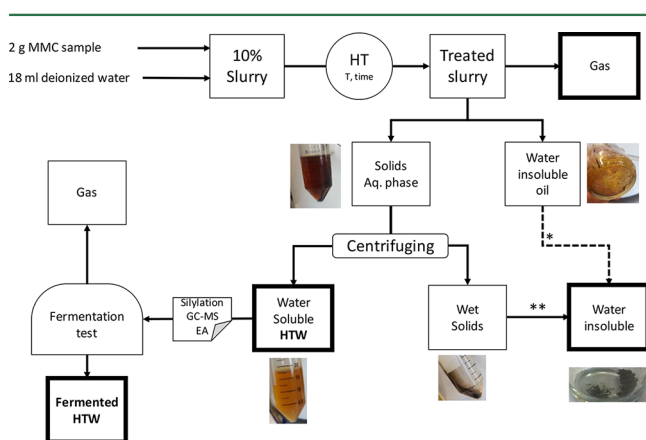 2 g MMC sample
18 ml deionized water
10%
Slurry
HT
T, time
Treated
slurry
Gas
Solids
Aq. phase
Water
insoluble
oil
*
Gas
Centrifuging
Fermentation
test
Silylation
GC-MS
EA
Water
Soluble
HTW
Wet
Solids
**
Water
insoluble
Fermented
HTW